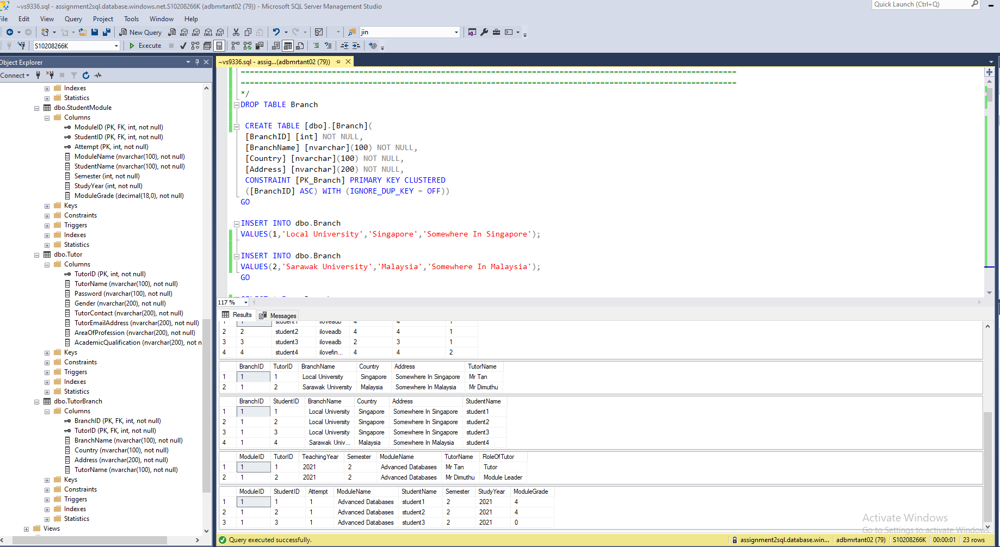 ~vs9336.sql - assignment2sql.database.windows.net.S10208266K (adbmrtant02 (79)) - Microsoft SQL Server Management Studio
Quick Launch (Ctrl+Q)
File Edit View Query Project Tools Window Help
New Query MDX DMX XMLA DAX jin
S10208266K Execute
Object Explorer
~vs9336.sql - assig...(adbmrtant02 (79))
Connect
Indexes
Statistics
dbo.StudentModule
Columns
ModuleID (PK, FK, int, not null)
StudentID (PK, FK, int, not null)
Attempt (PK, int, not null)
ModuleName (nvarchar(100), not null)
StudentName (nvarchar(100), not null)
Semester (int, not null)
StudyYear (int, not null)
ModuleGrade (decimal(18,0), not null)
Keys
Constraints
Triggers
Indexes
Statistics
dbo.Tutor
Columns
TutorID (PK, int, not null)
TutorName (nvarchar(100), not null)
Password (nvarchar(100), not null)
Gender (nvarchar(200), not null)
TutorContact (nvarchar(200), not null)
TutorEmailAddress (nvarchar(200), not null)
AreaOfProfession (nvarchar(200), not null)
AcademicQualification (nvarchar(200), not n
Keys
Constraints
Triggers
Indexes
Statistics
dbo.TutorBranch
Columns
BranchID (PK, FK, int, not null)
TutorID (PK, FK, int, not null)
BranchName (nvarchar(100), not null)
Country (nvarchar(100), not null)
Address (nvarchar(200), not null)
TutorName (nvarchar(100), not null)
Keys
Constraints
Triggers
Indexes
Statistics
Views
*/
DROP TABLE Branch
CREATE TABLE [dbo].[Branch](
[BranchID] [int] NOT NULL,
[BranchName] [nvarchar](100) NOT NULL,
[Country] [nvarchar](100) NOT NULL,
[Address] [nvarchar](200) NOT NULL,
CONSTRAINT [PK_Branch] PRIMARY KEY CLUSTERED
([BranchID] ASC) WITH (IGNORE_DUP_KEY = OFF))
GO
INSERT INTO dbo.Branch
VALUES(1,'Local University','Singapore','Somewhere In Singapore');
INSERT INTO dbo.Branch
VALUES(2,'Sarawak University','Malaysia','Somewhere In Malaysia');
GO
117 %
Results Messages
1 1 student1 iloveadb 4 4 1
2 2 student2 iloveadb 4 4 1
3 3 student3 iloveadb 2 3 1
4 4 student4 ilovefin... 4 4 2
BranchID TutorID BranchName Country Address TutorName
1 1 1 Local University Singapore Somewhere In Singapore Mr Tan
2 1 2 Sarawak University Malaysia Somewhere In Malaysia Mr Dimuthu
BranchID StudentID BranchName Country Address StudentName
1 1 1 Local University Singapore Somewhere In Singapore student1
2 1 2 Local University Singapore Somewhere In Singapore student2
3 1 3 Local University Singapore Somewhere In Singapore student3
4 1 4 Sarawak Univ... Malaysia Somewhere In Malaysia student4
ModuleID TutorID TeachingYear Semester ModuleName TutorName RoleOfTutor
1 1 1 2021 2 Advanced Databases Mr Tan Tutor
2 1 2 2021 2 Advanced Databases Mr Dimuthu Module Leader
ModuleID StudentID Attempt ModuleName StudentName Semester StudyYear ModuleGrade
1 1 1 1 Advanced Databases student1 2 2021 4
2 1 2 1 Advanced Databases student2 2 2021 4
3 1 3 1 Advanced Databases student3 2 2021 0
Activate Windows
Go to Settings to activate Windows.
Query executed successfully. assignment2sql.database.win... adbmrtant02 (79) S10208266K 00:00:01 23 rows